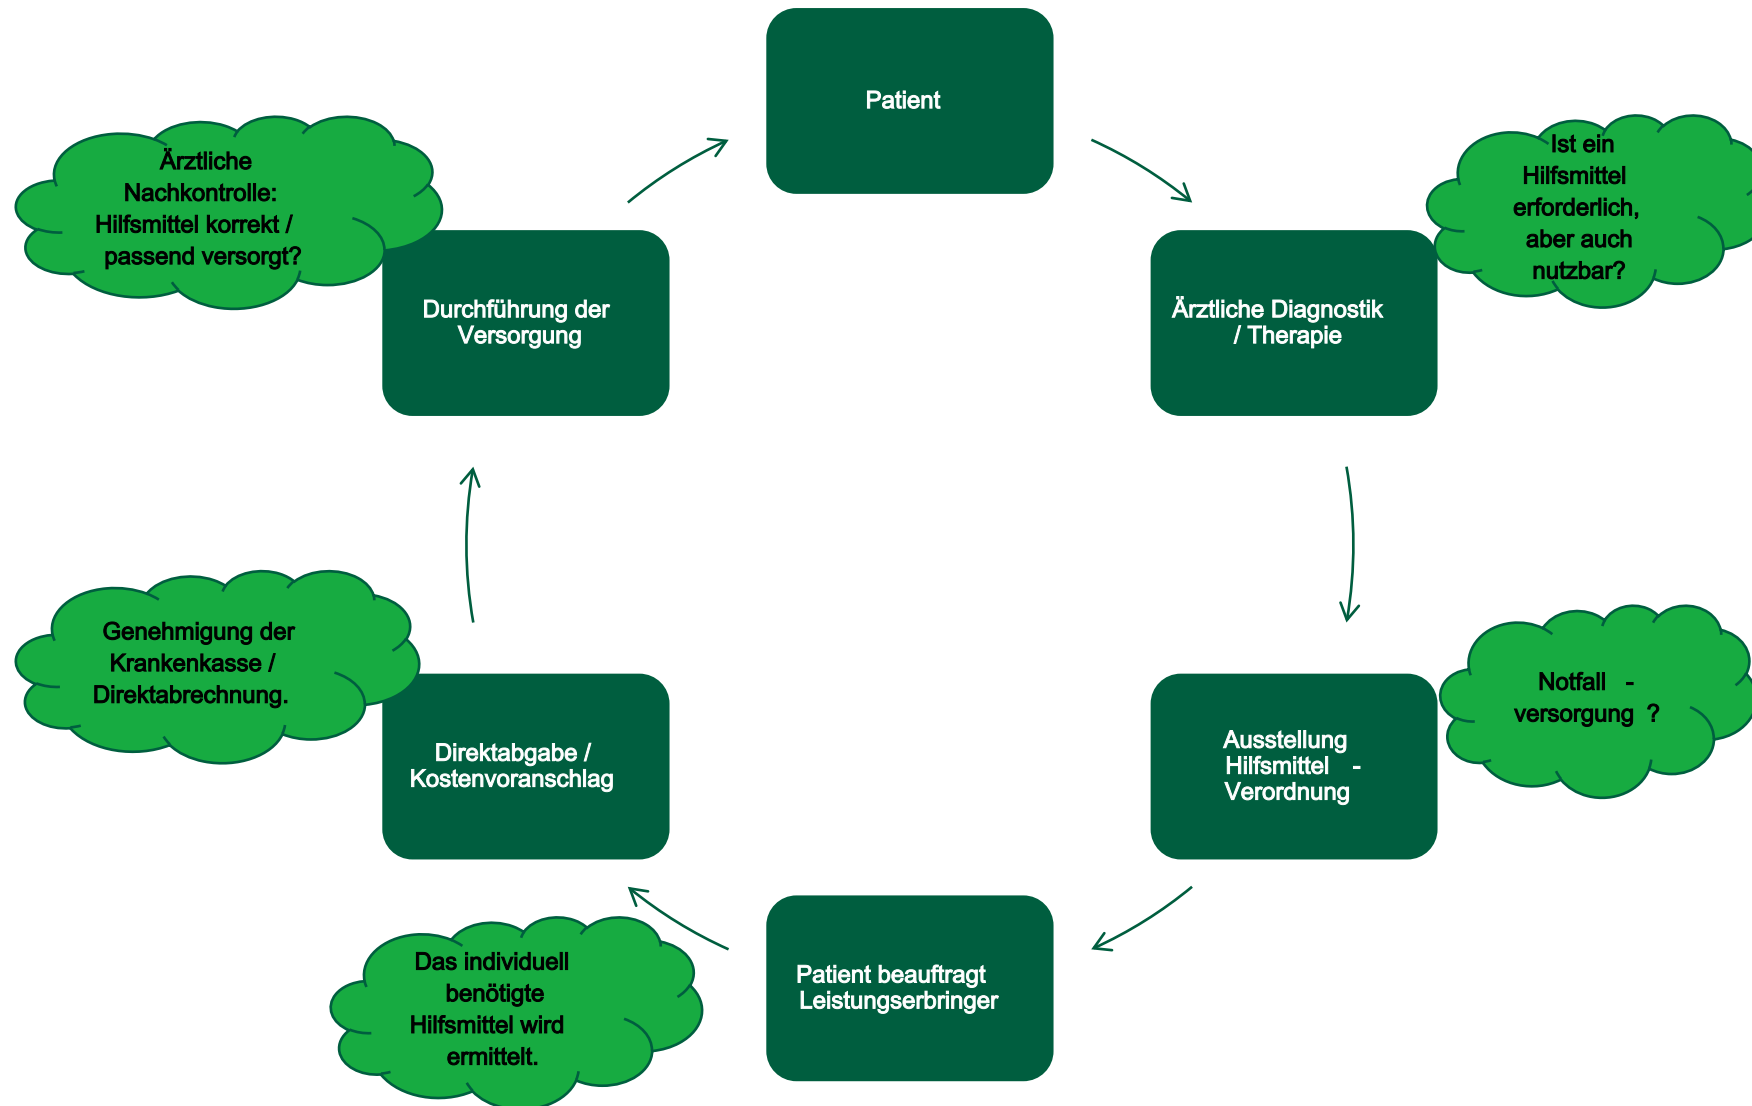 Patient
Ist ein
Hilfsmittel
erforderlich,
aber auch
nutzbar?
Ärztliche Diagnostik
/ Therapie
Notfall -
versorgung ?
Ausstellung
Hilfsmittel -
Verordnung
Patient beauftragt
Leistungserbringer
Das individuell
benötigte
Hilfsmittel wird
ermittelt.
Direktabgabe /
Kostenvoranschlag
Genehmigung der
Krankenkasse /
Direktabrechnung.
Durchführung der
Versorgung
Ärztliche
Nachkontrolle:
Hilfsmittel korrekt /
passend versorgt?